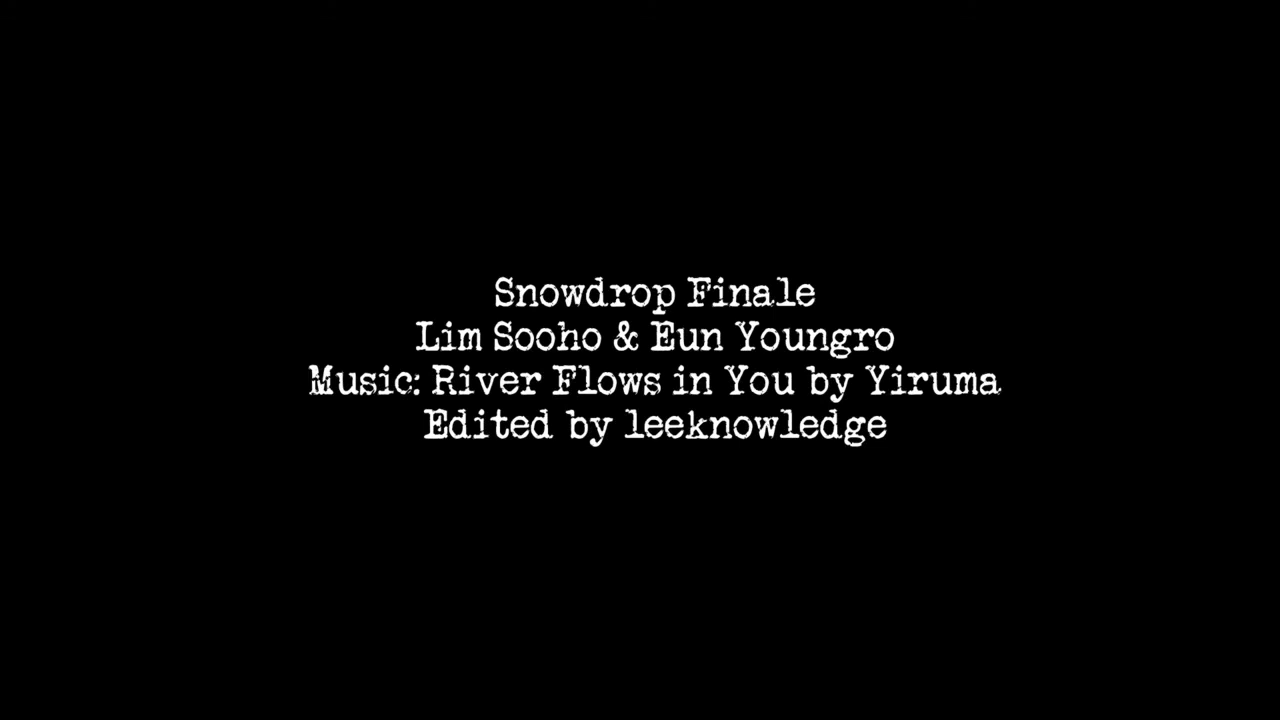 Snowdrop Finale
Lim Sooho & Eun Youngro
Music: River Flows in You by Yiruma
Edited by leeknowledge